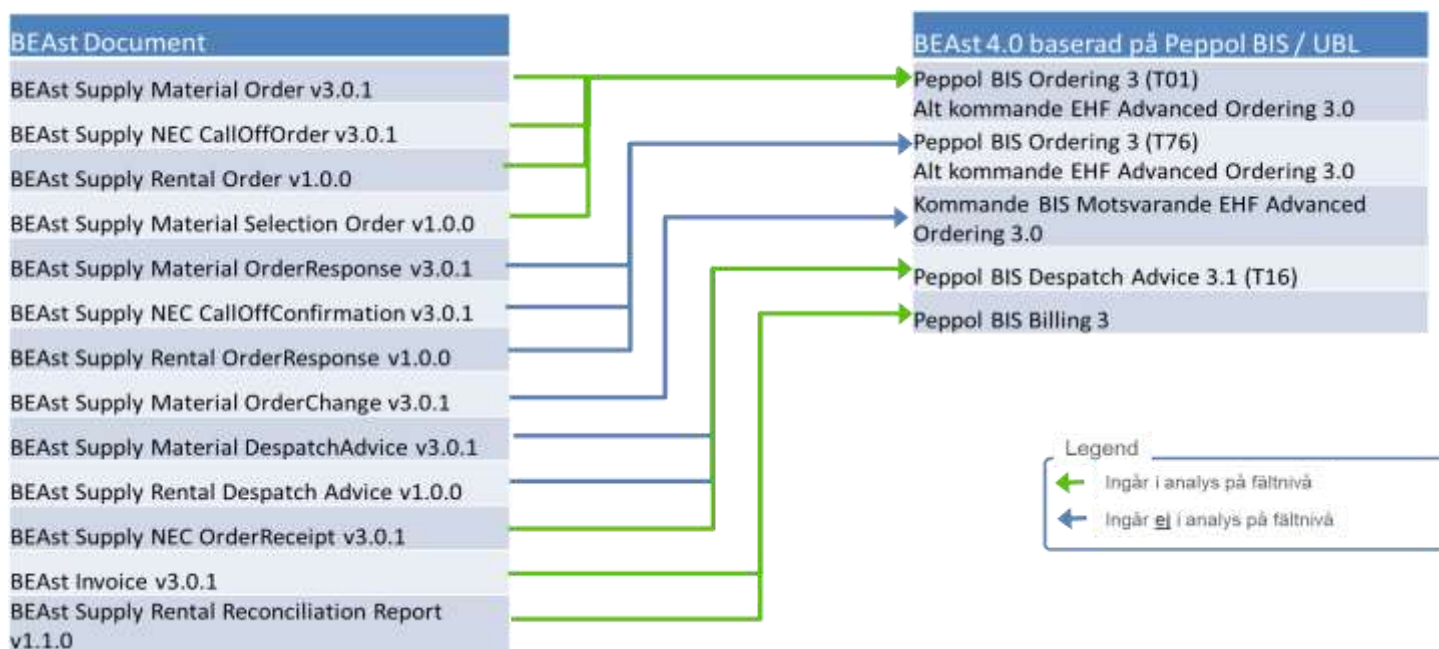 BEAst Document
BEAst Supply Material Order v3.0.1
BEAst Supply NEC CallOffOrder v3.0.1
BEAst Supply Rental Order v1.0.0
BEAst Supply Material Selection Order v1.0.0
BEAst Supply Material OrderResponse v3.0.1
BEAst Supply NEC CallOffConfirmation v3.0.1
BEAst Supply Rental OrderResponse v1.0.0
BEAst Supply Material OrderChange v3.0.1
BEAst Supply Material DespatchAdvice v3.0.1
BEAst Supply Rental Despatch Advice v1.0.0
BEAst Supply NEC OrderReceipt v3.0.1
BEAst Invoice v3.0.1
BEAst Supply Rental Reconciliation Report
v1.1.0
BEAst 4.0 baserad på Peppol BIS / UBL
Peppol BIS Ordering 3 (T01)
Alt kommande EHF Advanced Ordering 3.0
Peppol BIS Ordering 3 (T76)
Alt kommande EHF Advanced Ordering 3.0
Kommande BIS Motsvarande EHF Advanced
Ordering 3.0
Peppol BIS Despatch Advice 3.1 (T16)
Peppol BIS Billing 3
Legend
Ingår i analys på fältnivå
Ingår ej i analys på fältnivå